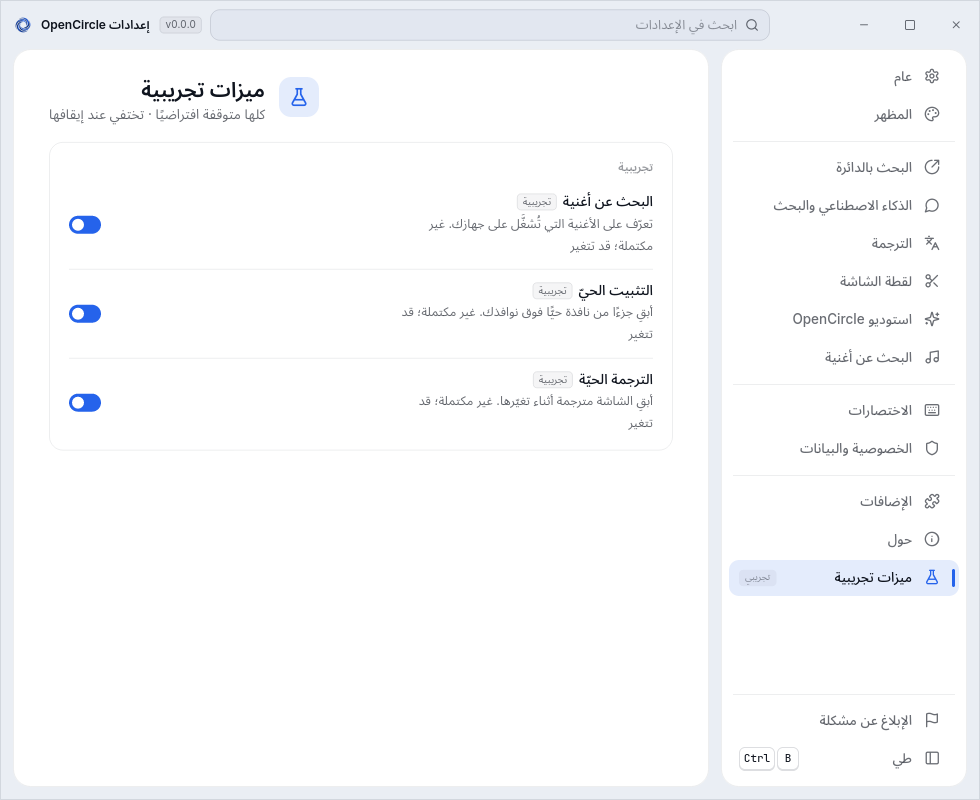 إعدادات OpenCircle
v0.0.0
ابحث في الإعدادات
عام
المظهر
البحث بالدائرة
الذكاء الاصطناعي والبحث
الترجمة
لقطة الشاشة
استوديو OpenCircle
البحث عن أغنية
الاختصارات
الخصوصية والبيانات
الإضافات
حول
ميزات تجريبية تجريبي
الإبلاغ عن مشكلة
طي Ctrl B
ميزات تجريبية
كلها متوقفة افتراضيًا · تختفي عند إيقافها
تجريبية
البحث عن أغنية تجريبية
تعرّف على الأغنية التي تُشغَّل على جهازك. غير
مكتملة؛ قد تتغير
التثبيت الحيّ تجريبية
أبقِ جزءًا من نافذة حيًّا فوق نوافذك. غير مكتملة؛ قد
تتغير
الترجمة الحيّة تجريبية
أبقِ الشاشة مترجمة أثناء تغيّرها. غير مكتملة؛ قد
تتغير